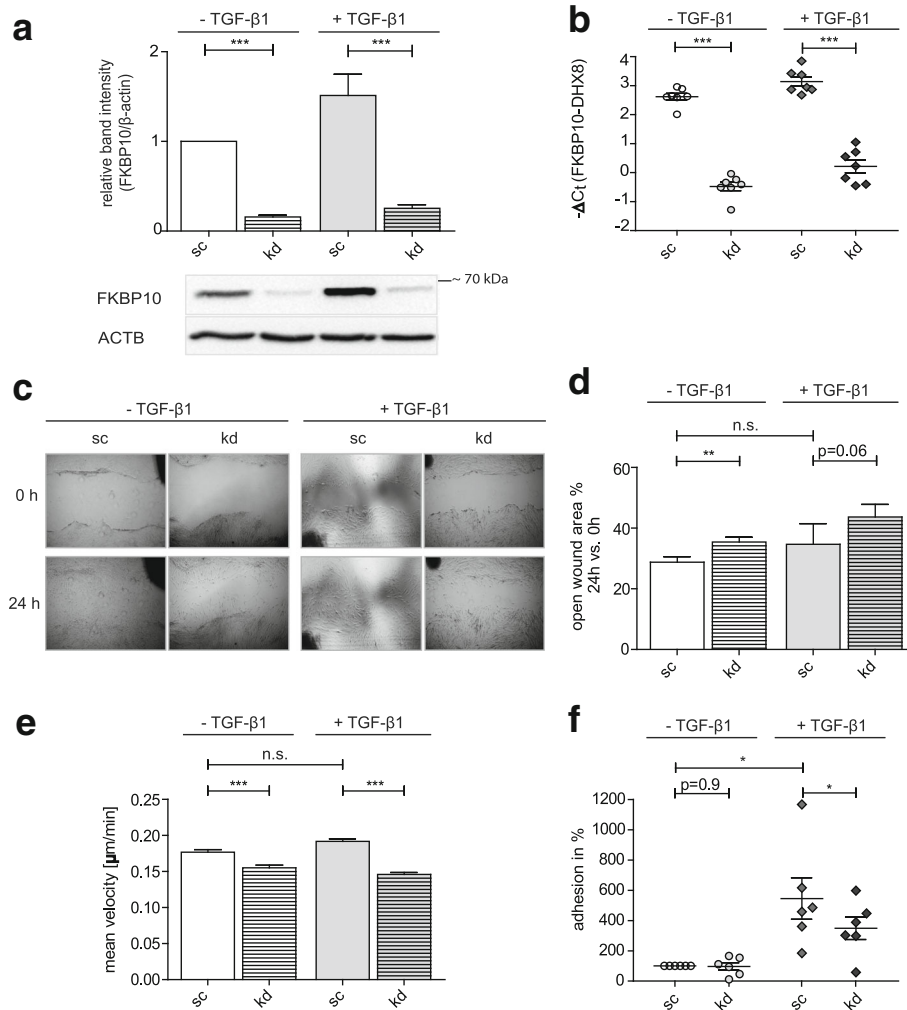 a
- TGF-β1
+ TGF-β1
***
***
relative band intensity
(FKBP10/β-actin)
2
1
0
sc
kd
sc
kd
~ 70 kDa
FKBP10
ACTB
b
- TGF-β1
+ TGF-β1
***
***
-ΔCt (FKBP10-DHX8)
4
3
2
1
0
-1
2
sc
kd
sc
kd
c
- TGF-β1
+ TGF-β1
sc
kd
sc
kd
0 h
24 h
d
- TGF-β1
+ TGF-β1
n.s.
**
p=0.06
open wound area %
24h vs. 0h
60
40
20
0
sc
kd
sc
kd
e
- TGF-β1
+ TGF-β1
n.s.
***
***
mean velocity [µm/min]
0.25
0.20
0.15
0.10
0.05
0.00
sc
kd
sc
kd
f
- TGF-β1
+ TGF-β1
*
p=0.9
*
adhesion in %
1200
1000
800
600
400
200
0
sc
kd
sc
kd